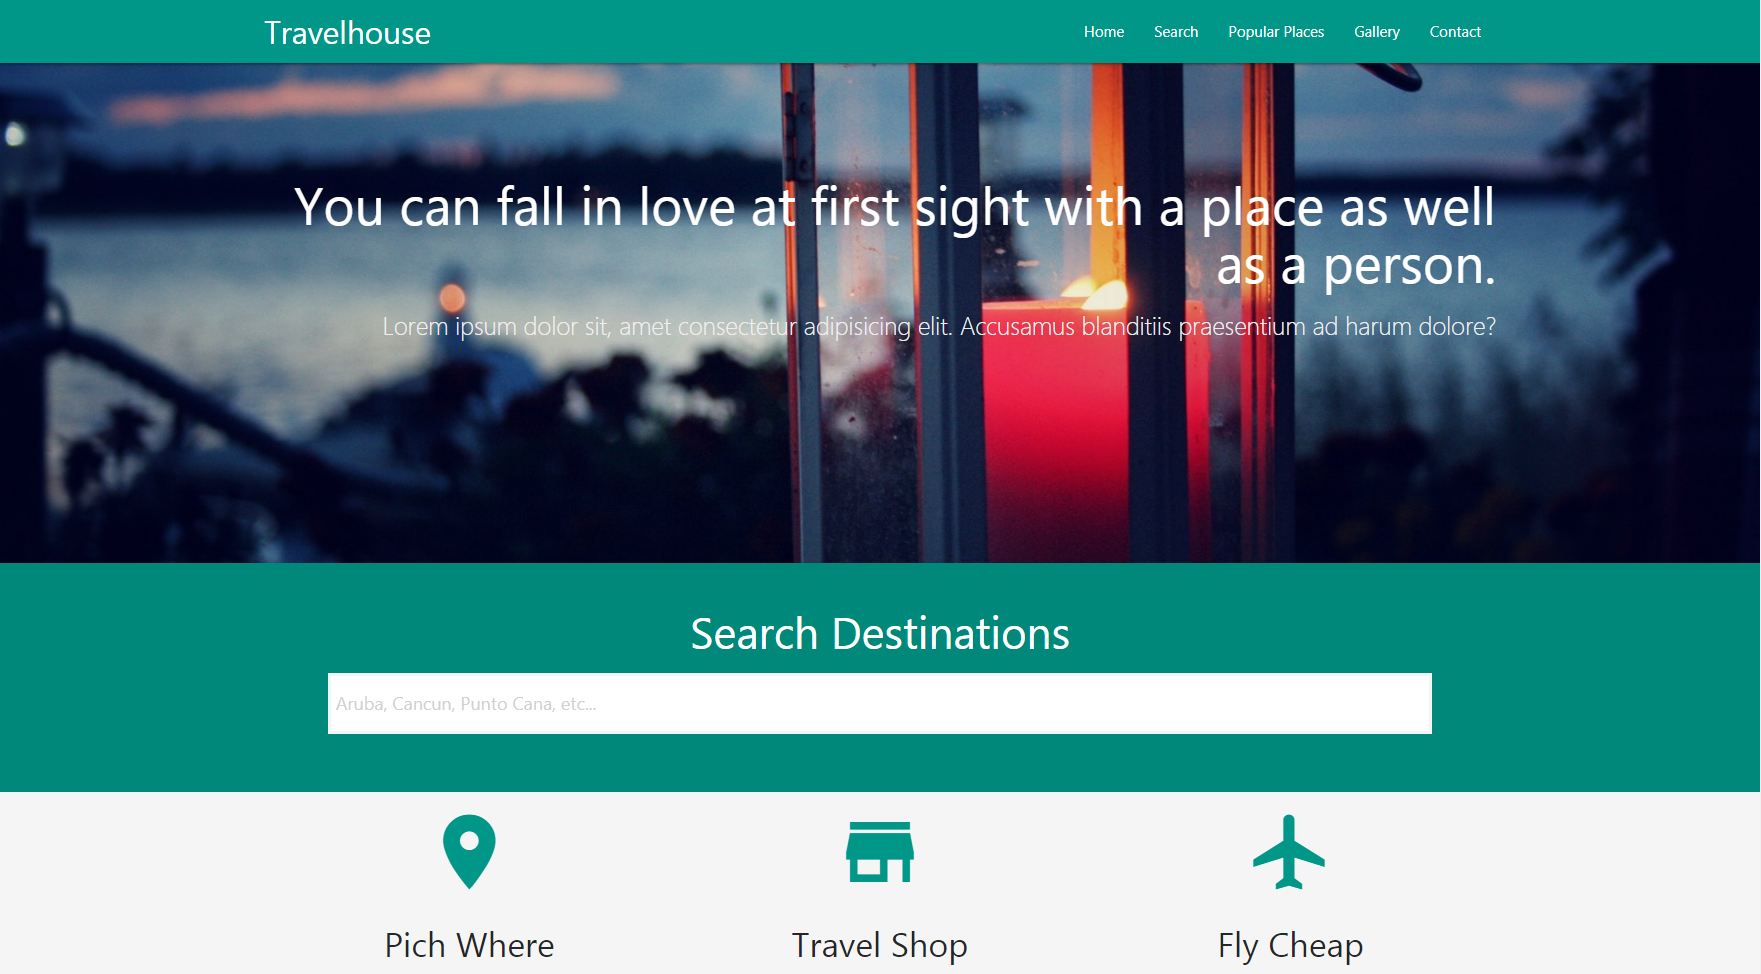 Travelhouse
Home Search Popular Places Gallery Contact
You can fall in love at first sight with a place as well
as a person.
Lorem ipsum dolor sit, amet consectetur adipisicing elit. Accusamus blanditiis praesentium ad harum dolore?
Search Destinations
Aruba, Cancun, Punto Cana, etc...
Pich Where
Travel Shop
Fly Cheap